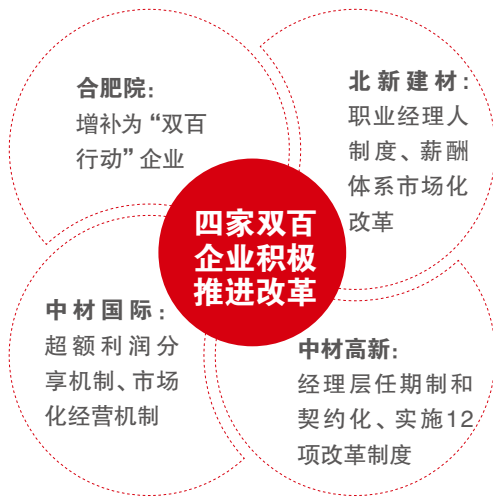 合肥院：
增补为“双百
行动”企业
北新建材：
职业经理人
制度、薪酬
体系市场化
改革
四家双百
企业积极
推进改革
中材国际：
超额利润分
享机制、市场
化经营机制
中材高新：
经理层任期制和
契约化、实施12
项改革制度